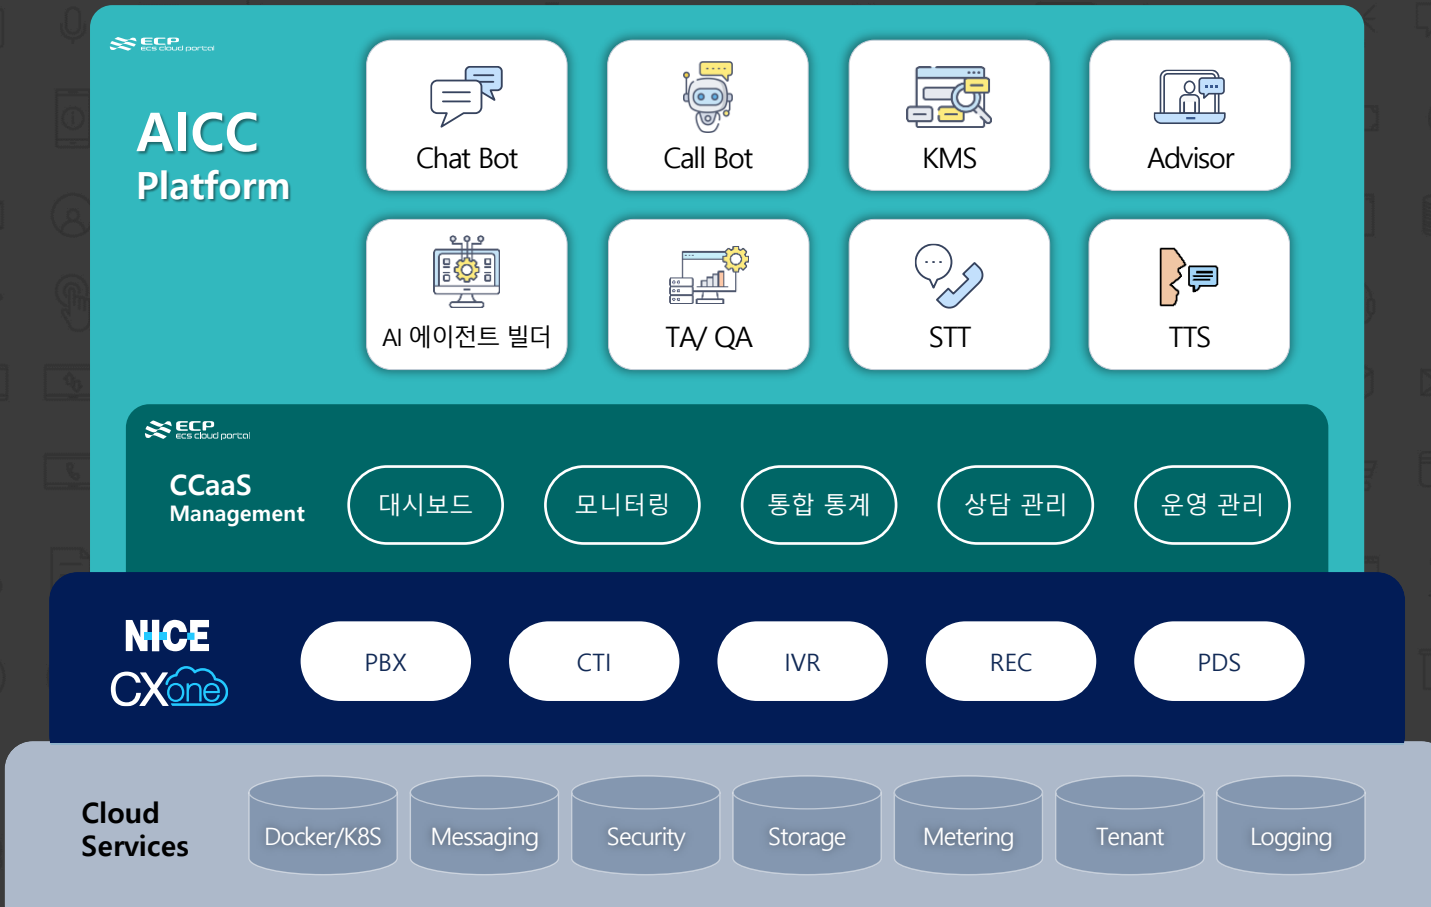 ECP
ecs cloud portal
AICC
Platform
Chat Bot
Call Bot
KMS
Advisor
AI 에이전트 빌더
TA/ QA
STT
TTS
ECP
ecs cloud portal
CCaaS
Management
대시보드
모니터링
통합 통계
상담 관리
운영 관리
NICE
CXone
PBX
CTI
IVR
REC
PDS
Cloud
Services
Docker/K8S
Messaging
Security
Storage
Metering
Tenant
Logging